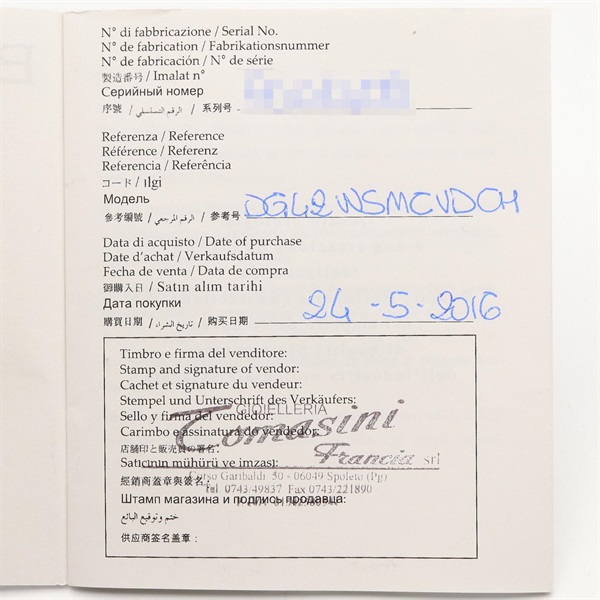 N° di fabbricazione / Serial No.
N° de fabrication / Fabrikationsnummer
N° de fabricación / N° de série
製造番号 / Imalat n°
Серийный номер
序號 / الرقم التسلسلي / 系列号
Referenza / Reference
Référence / Referenz
Referencia / Referência
コード / ılgi
Модель
參考編號 / الرقم المرجعي / 参考号 DG42WSMCVDCH
Data di acquisto / Date of purchase
Date d'achat / Verkaufsdatum
Fecha de venta / Data de compra
御購入日 / Satın alım tarihi
Дата покупки
購買日期 / تاريخ الشراء / 购买日期 24-5-2016
Timbro e firma del venditore:
Stamp and signature of vendor:
Cachet et signature du vendeur:
Stempel und Unterschrift des Verkäufers:
GIOIELLERIA
Sello y firma del vendedor:
Tomasini
Carimbo e assinatura do vendedor:
店舗印と販売員の署名:
Francia srl
Satıcının mühürü ve imzası:
Corso Garibaldi, 50 - 06049 Spoleto (Pg)
經銷商蓋章與簽名:
Tel 0743/49837 Fax 0743/221890
Штамп магазина и подпись продавца:
ختم وتوقيع البائع:
供应商签名盖章: